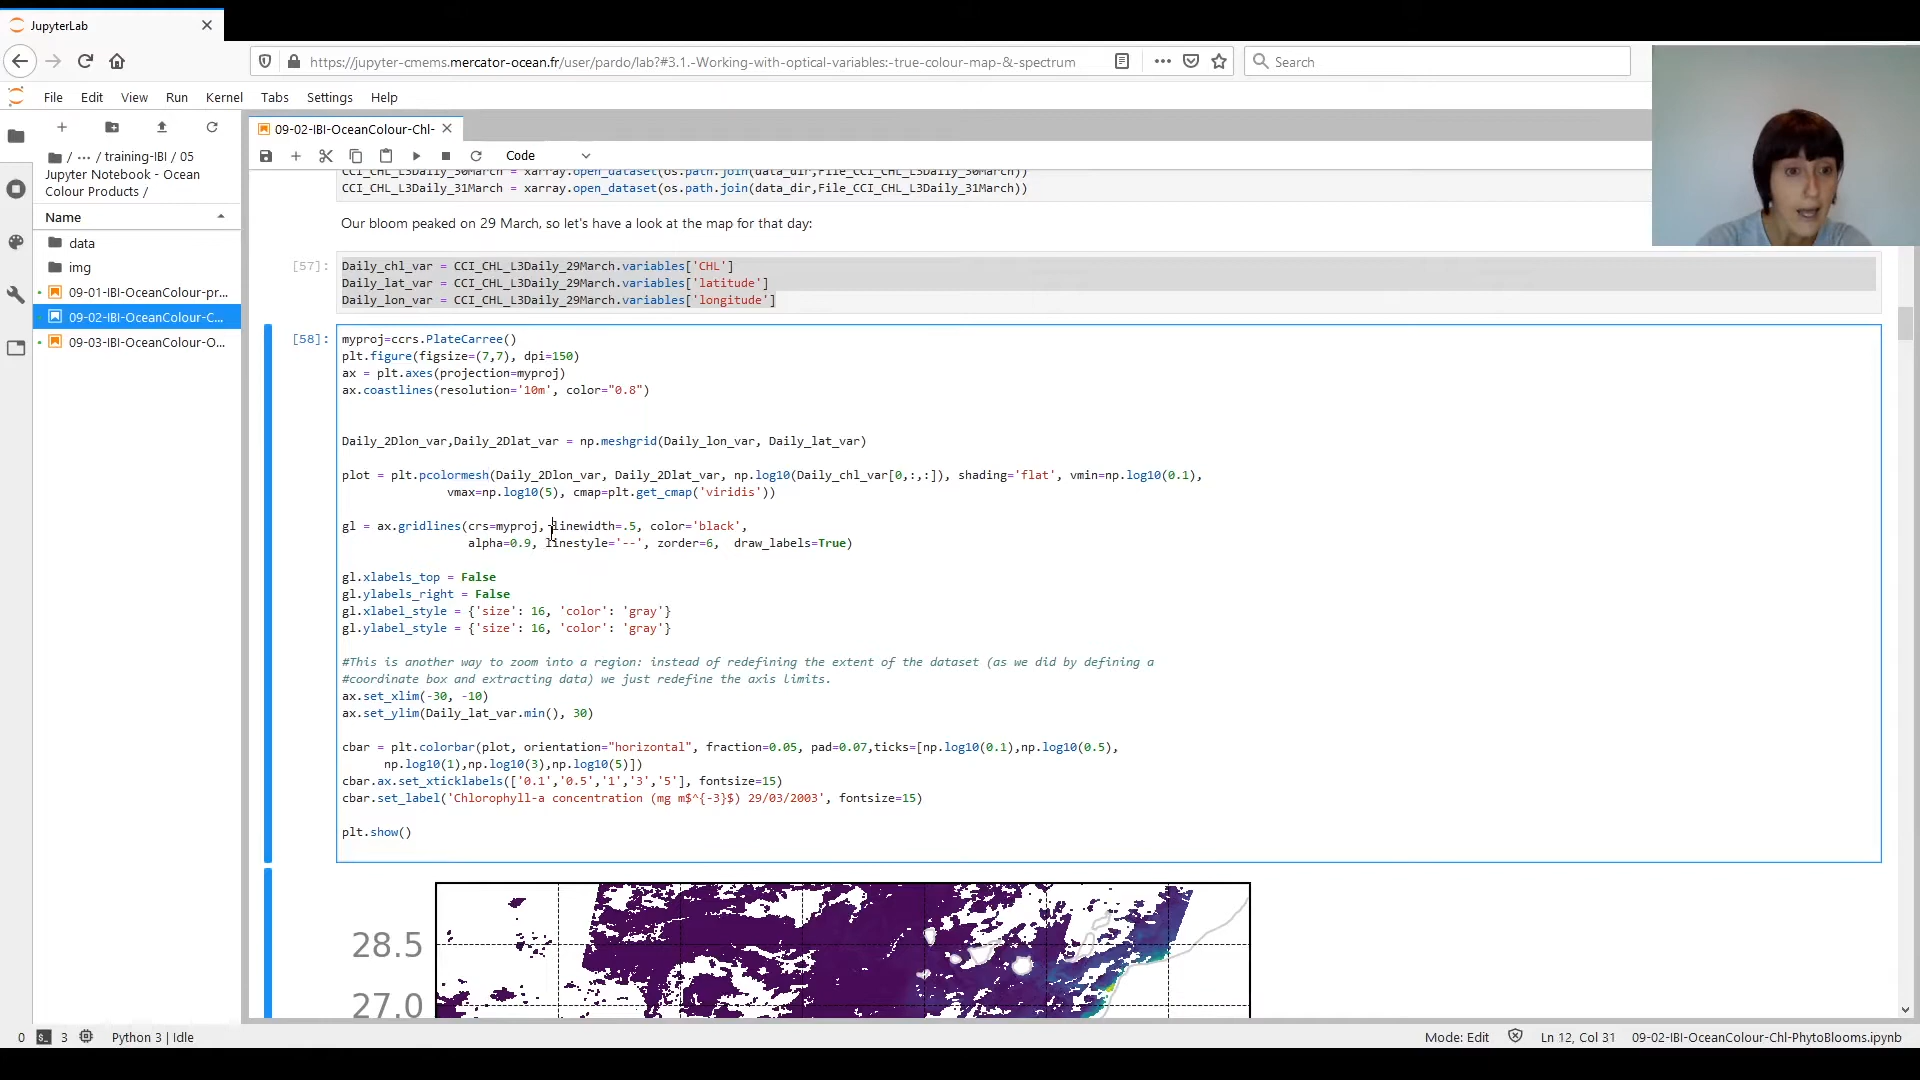 JupyterLab
https://jupyter-cmems.mercator-ocean.fr/user/pardo/lab?#3.1.-Working-with-optical-variables:-true-colour-map-&-spectrum
Search
File Edit View Run Kernel Tabs Settings Help
09-02-IBI-OceanColour-Chl-
/ ··· / training-IBI / 05
Jupyter Notebook - Ocean
Colour Products /
Code
Name
data
img
09-01-IBI-OceanColour-pr...
09-02-IBI-OceanColour-C...
09-03-IBI-OceanColour-O...
CCI_CHL_L3Daily_30March = xarray.open_dataset(os.path.join(data_dir,File_CCI_CHL_L3Daily_30March))
CCI_CHL_L3Daily_31March = xarray.open_dataset(os.path.join(data_dir,File_CCI_CHL_L3Daily_31March))
Our bloom peaked on 29 March, so let's have a look at the map for that day:
[57]:
Daily_chl_var = CCI_CHL_L3Daily_29March.variables['CHL']
Daily_lat_var = CCI_CHL_L3Daily_29March.variables['latitude']
Daily_lon_var = CCI_CHL_L3Daily_29March.variables['longitude']
[58]:
myproj=ccrs.PlateCarree()
plt.figure(figsize=(7,7), dpi=150)
ax = plt.axes(projection=myproj)
ax.coastlines(resolution='10m', color="0.8")
Daily_2Dlon_var,Daily_2Dlat_var = np.meshgrid(Daily_lon_var, Daily_lat_var)
plot = plt.pcolormesh(Daily_2Dlon_var, Daily_2Dlat_var, np.log10(Daily_chl_var[0,:,:]), shading='flat', vmin=np.log10(0.1),
vmax=np.log10(5), cmap=plt.get_cmap('viridis'))
gl = ax.gridlines(crs=myproj, linewidth=.5, color='black',
alpha=0.9, linestyle='--', zorder=6,  draw_labels=True)
gl.xlabels_top = False
gl.ylabels_right = False
gl.xlabel_style = {'size': 16, 'color': 'gray'}
gl.ylabel_style = {'size': 16, 'color': 'gray'}
#This is another way to zoom into a region: instead of redefining the extent of the dataset (as we did by defining a
#coordinate box and extracting data) we just redefine the axis limits.
ax.set_xlim(-30, -10)
ax.set_ylim(Daily_lat_var.min(), 30)
cbar = plt.colorbar(plot, orientation="horizontal", fraction=0.05, pad=0.07,ticks=[np.log10(0.1),np.log10(0.5),
np.log10(1),np.log10(3),np.log10(5)])
cbar.ax.set_xticklabels(['0.1','0.5','1','3','5'], fontsize=15)
cbar.set_label('Chlorophyll-a concentration (mg m$^{-3}$) 29/03/2003', fontsize=15)
plt.show()
28.5
27.0
0 3 Python 3 | Idle
Mode: Edit Ln 12, Col 31 09-02-IBI-OceanColour-Chl-PhytoBlooms.ipynb